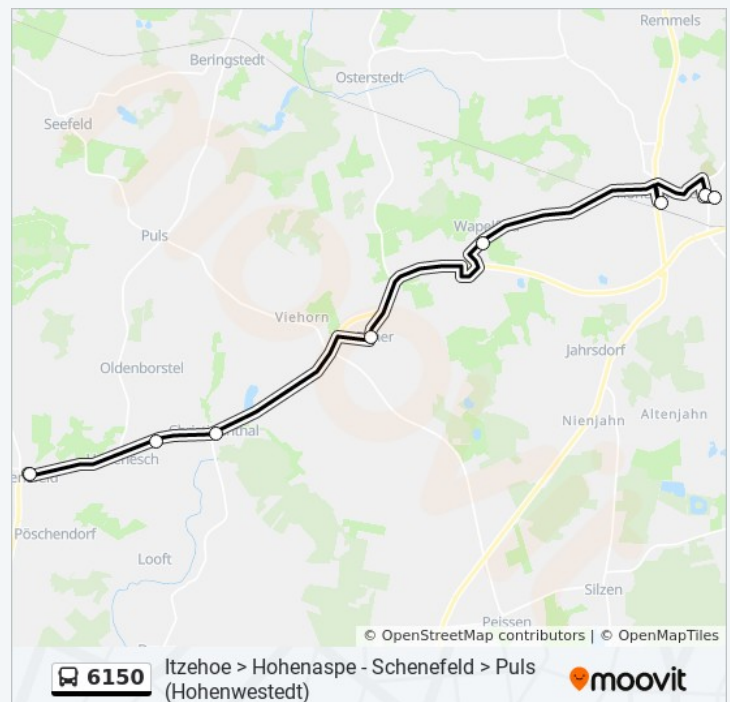 Remmels
Beringstedt
Osterstedt
Seefeld
Puls
Viehorn
Jahrsdorf
Oldenborstel
Nienjahn
Altenjahn
Pöschendorf
Looft
Silzen
Peissen
© OpenStreetMap contributors | © OpenMapTiles
6150
Itzehoe > Hohenaspe - Schenefeld > Puls
(Hohenwestedt)
moovit